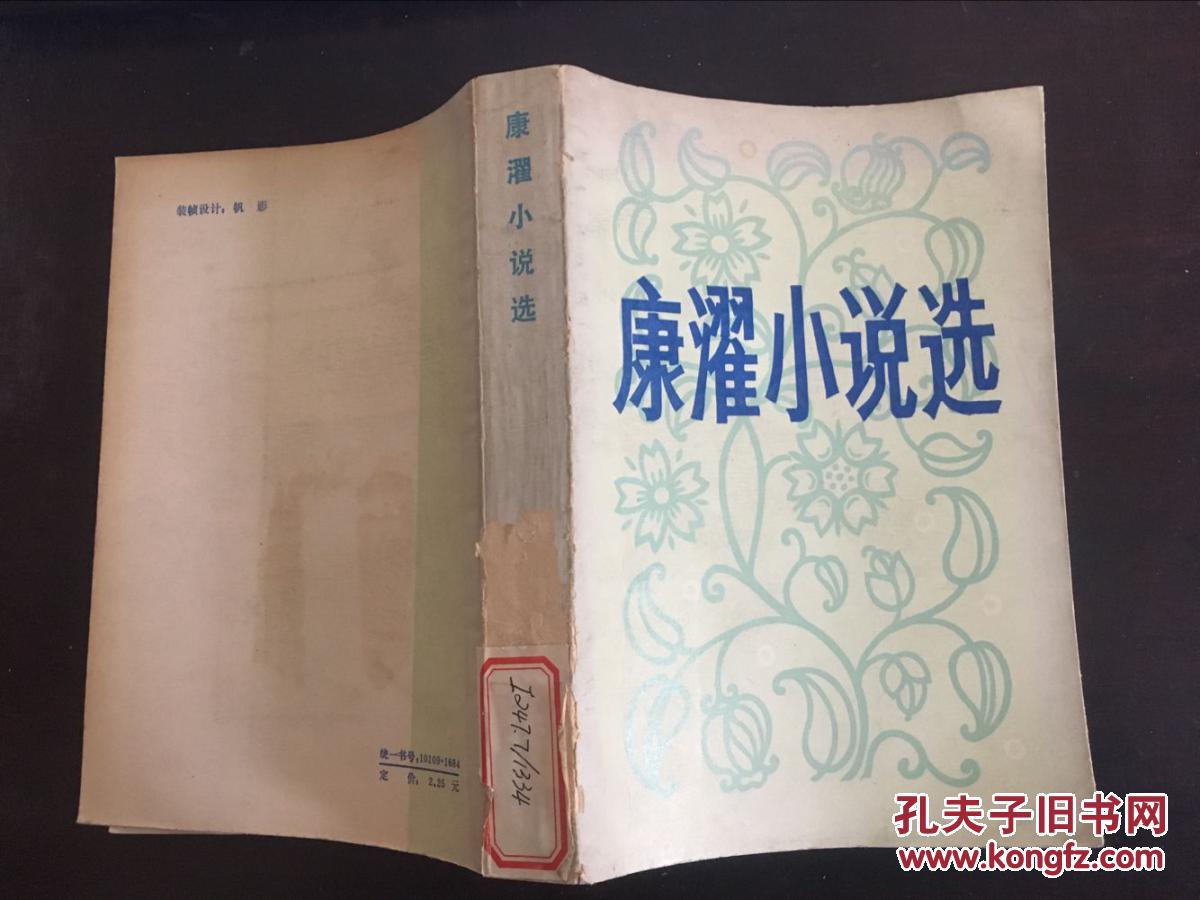 装帧设计：钒 影
统一书号：10109·1684
定 价：2.25 元
康濯小说选
I247.7/1334
康濯小说选
孔夫子旧书网
www.kongfz.com